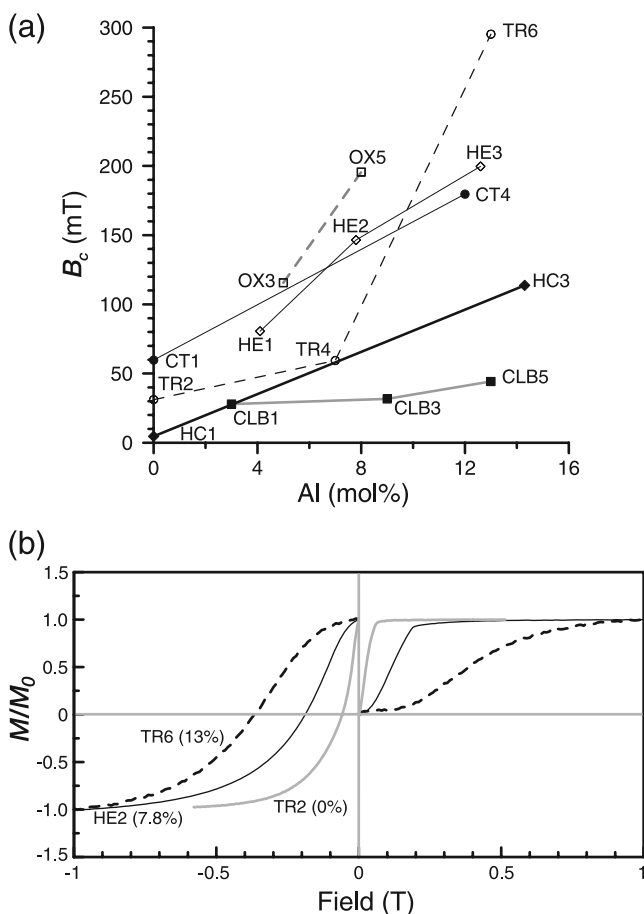 (a)
300
TR6
250
OX5
HE3
200
CT4
HE2
150
Bc (mT)
OX3
HC3
100
HE1
TR4
CT1
50
TR2
CLB5
CLB1
CLB3
HC1
0
0 4 8 12 16
Al (mol%)
(b)
1.5
1.0
0.5
M/M0
0
TR6 (13%)
-0.5
TR2 (0%)
-1.0
HE2 (7.8%)
-1.5
-1 -0.5 0 0.5 1
Field (T)